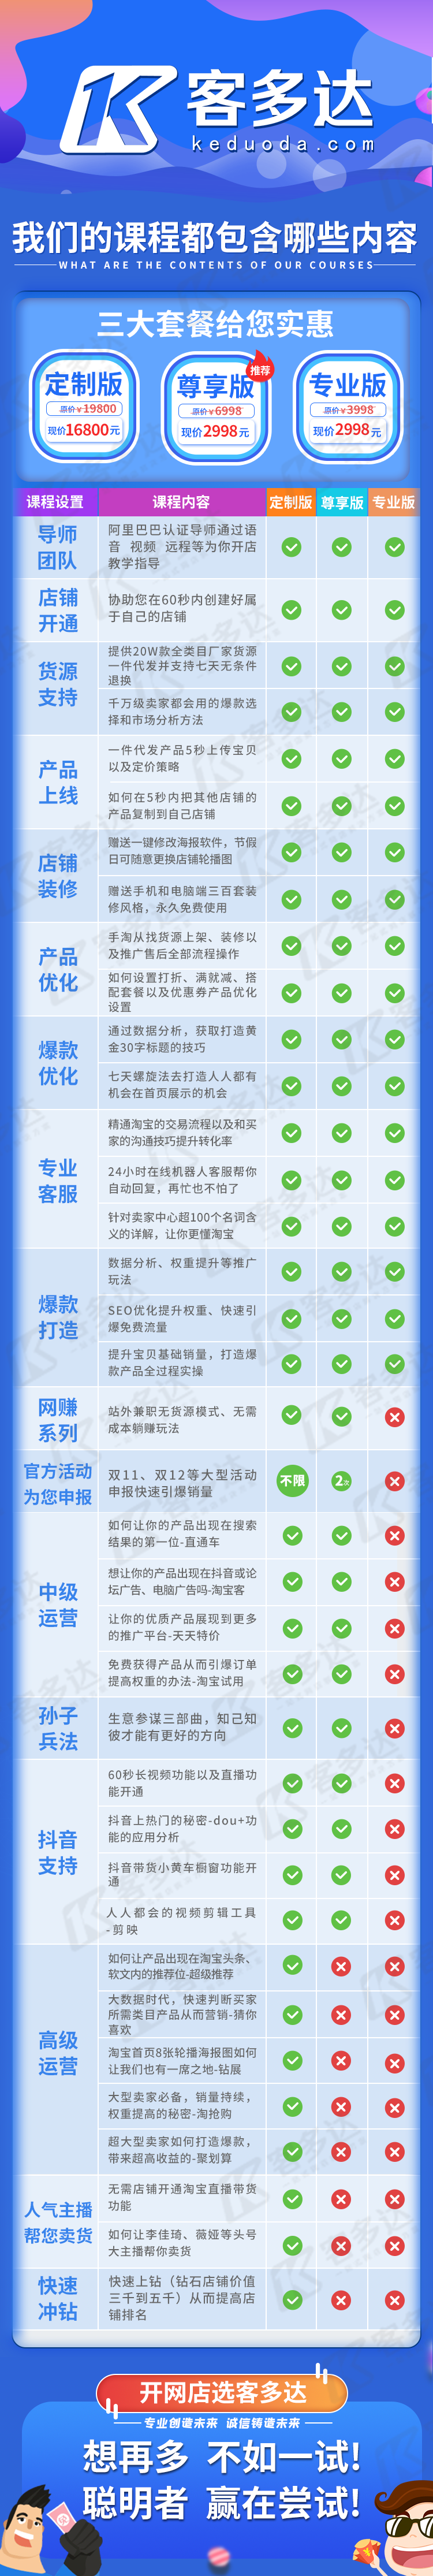 K 客多达
keduoda.com
我们的课程都包含哪些内容
WHAT ARE THE CONTENTS OF OUR COURSES
三大套餐给您实惠
定制版
原价￥19800
现价16800元
尊享版
推荐
原价￥6998
现价2998元
专业版
原价￥3998
现价2998元
课程设置 课程内容 定制版 尊享版 专业版
导师
团队
阿里巴巴认证导师通过语
音 视频 远程等为你开店
教学指导
店铺
开通
协助您在60秒内创建好属
于自己的店铺
货源
支持
提供20W款全类目厂家货源
一件代发并支持七天无条件
退换
千万级卖家都会用的爆款选
择和市场分析方法
产品
上线
一件代发产品5秒上传宝贝
以及定价策略
如何在5秒内把其他店铺的
产品复制到自己店铺
店铺
装修
赠送一键修改海报软件，节假
日可随意更换店铺轮播图
赠送手机和电脑端三百套装
修风格，永久免费使用
产品
优化
手淘从找货源上架、装修以
及推广售后全部流程操作
如何设置打折、满就减、搭
配套餐以及优惠券产品优化
设置
爆款
优化
通过数据分析，获取打造黄
金30字标题的技巧
七天螺旋法去打造人人都有
机会在首页展示的机会
专业
客服
精通淘宝的交易流程以及和买
家的沟通技巧提升转化率
24小时在线机器人客服帮你
自动回复，再忙也不怕了
针对卖家中心超100个名词含
义的详解，让你更懂淘宝
爆款
打造
数据分析、权重提升等推广
玩法
SEO优化提升权重、快速引
爆免费流量
提升宝贝基础销量，打造爆
款产品全过程实操
网赚
系列
站外兼职无货源模式、无需
成本躺赚玩法
官方活动
为您申报
双11、双12等大型活动
申报快速引爆销量
不限 2次
中级
运营
如何让你的产品出现在搜索
结果的第一位-直通车
想让你的产品出现在抖音或论
坛广告、电脑广告吗-淘宝客
让你的优质产品展现到更多
的推广平台-天天特价
免费获得产品从而引爆订单
提高权重的办法-淘宝试用
孙子
兵法
生意参谋三部曲，知己知
彼才能有更好的方向
抖音
支持
60秒长视频功能以及直播功
能开通
抖音上热门的秘密-dou+功
能的应用分析
抖音带货小黄车橱窗功能开
通
人人都会的视频剪辑工具
-剪映
高级
运营
如何让产品出现在淘宝头条、
软文内的推荐位-超级推荐
大数据时代，快速判断买家
所需类目产品从而营销-猜你
喜欢
淘宝首页8张轮播海报图如何
让我们也有一席之地-钻展
大型卖家必备，销量持续，
权重提高的秘密-淘抢购
超大型卖家如何打造爆款，
带来超高收益的-聚划算
人气主播
帮您卖货
无需店铺开通淘宝直播带货
功能
如何让李佳琦、薇娅等头号
大主播帮你卖货
快速
冲钻
快速上钻（钻石店铺价值
三千到五千）从而提高店
铺排名
开网店选客多达
专业创造未来 诚信铸造未来
想再多 不如一试!
聪明者 赢在尝试!